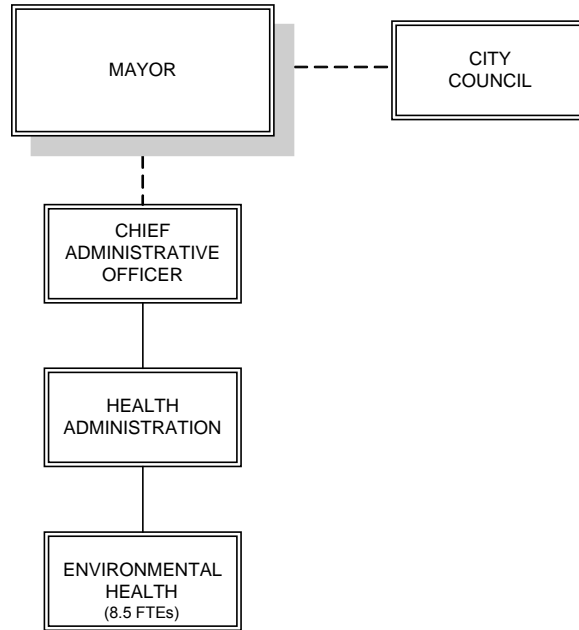 MAYOR
CITY
COUNCIL
CHIEF
ADMINISTRATIVE
OFFICER
HEALTH
ADMINISTRATION
ENVIRONMENTAL
HEALTH
(8.5 FTEs)